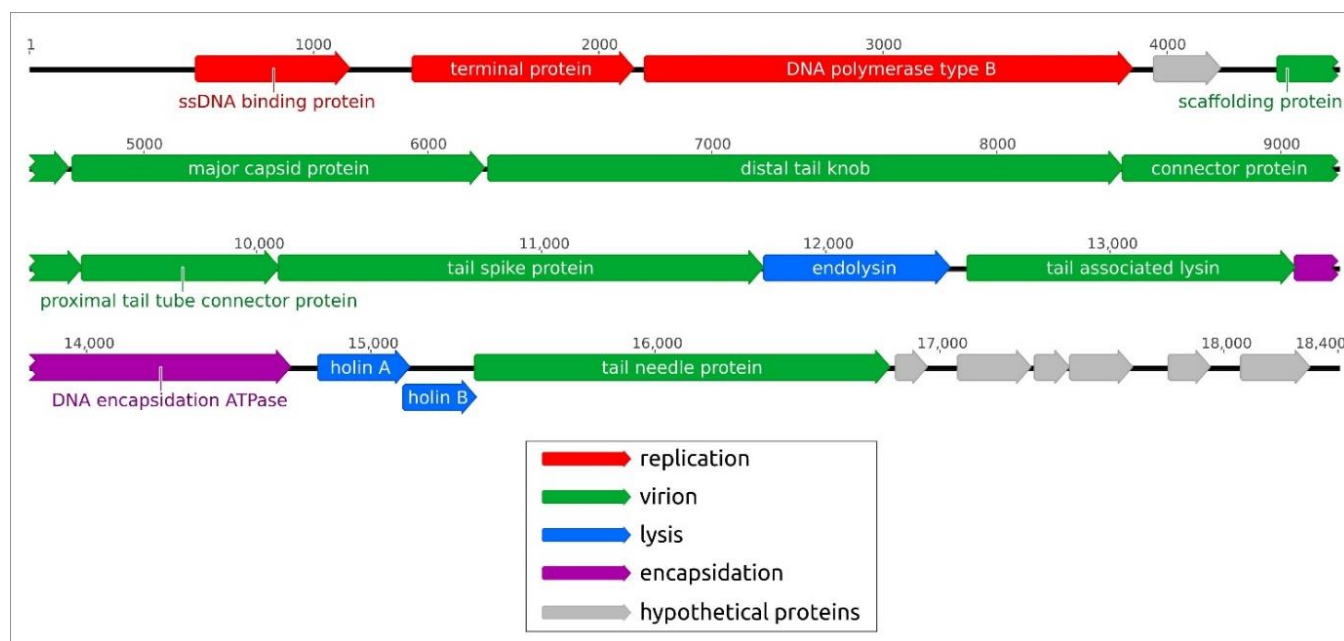 1 1000 2000 3000 4000
terminal protein DNA polymerase type B
ssDNA binding protein scaffolding protein
5000 6000 7000 8000 9000
major capsid protein distal tail knob connector protein
10,000 11,000 12,000 13,000
tail spike protein endolysin tail associated lysin
proximal tail tube connector protein
14,000 15,000 16,000 17,000 18,000 18,400
holin A tail needle protein
DNA encapsidation ATPase holin B
replication
virion
lysis
encapsidation
hypothetical proteins